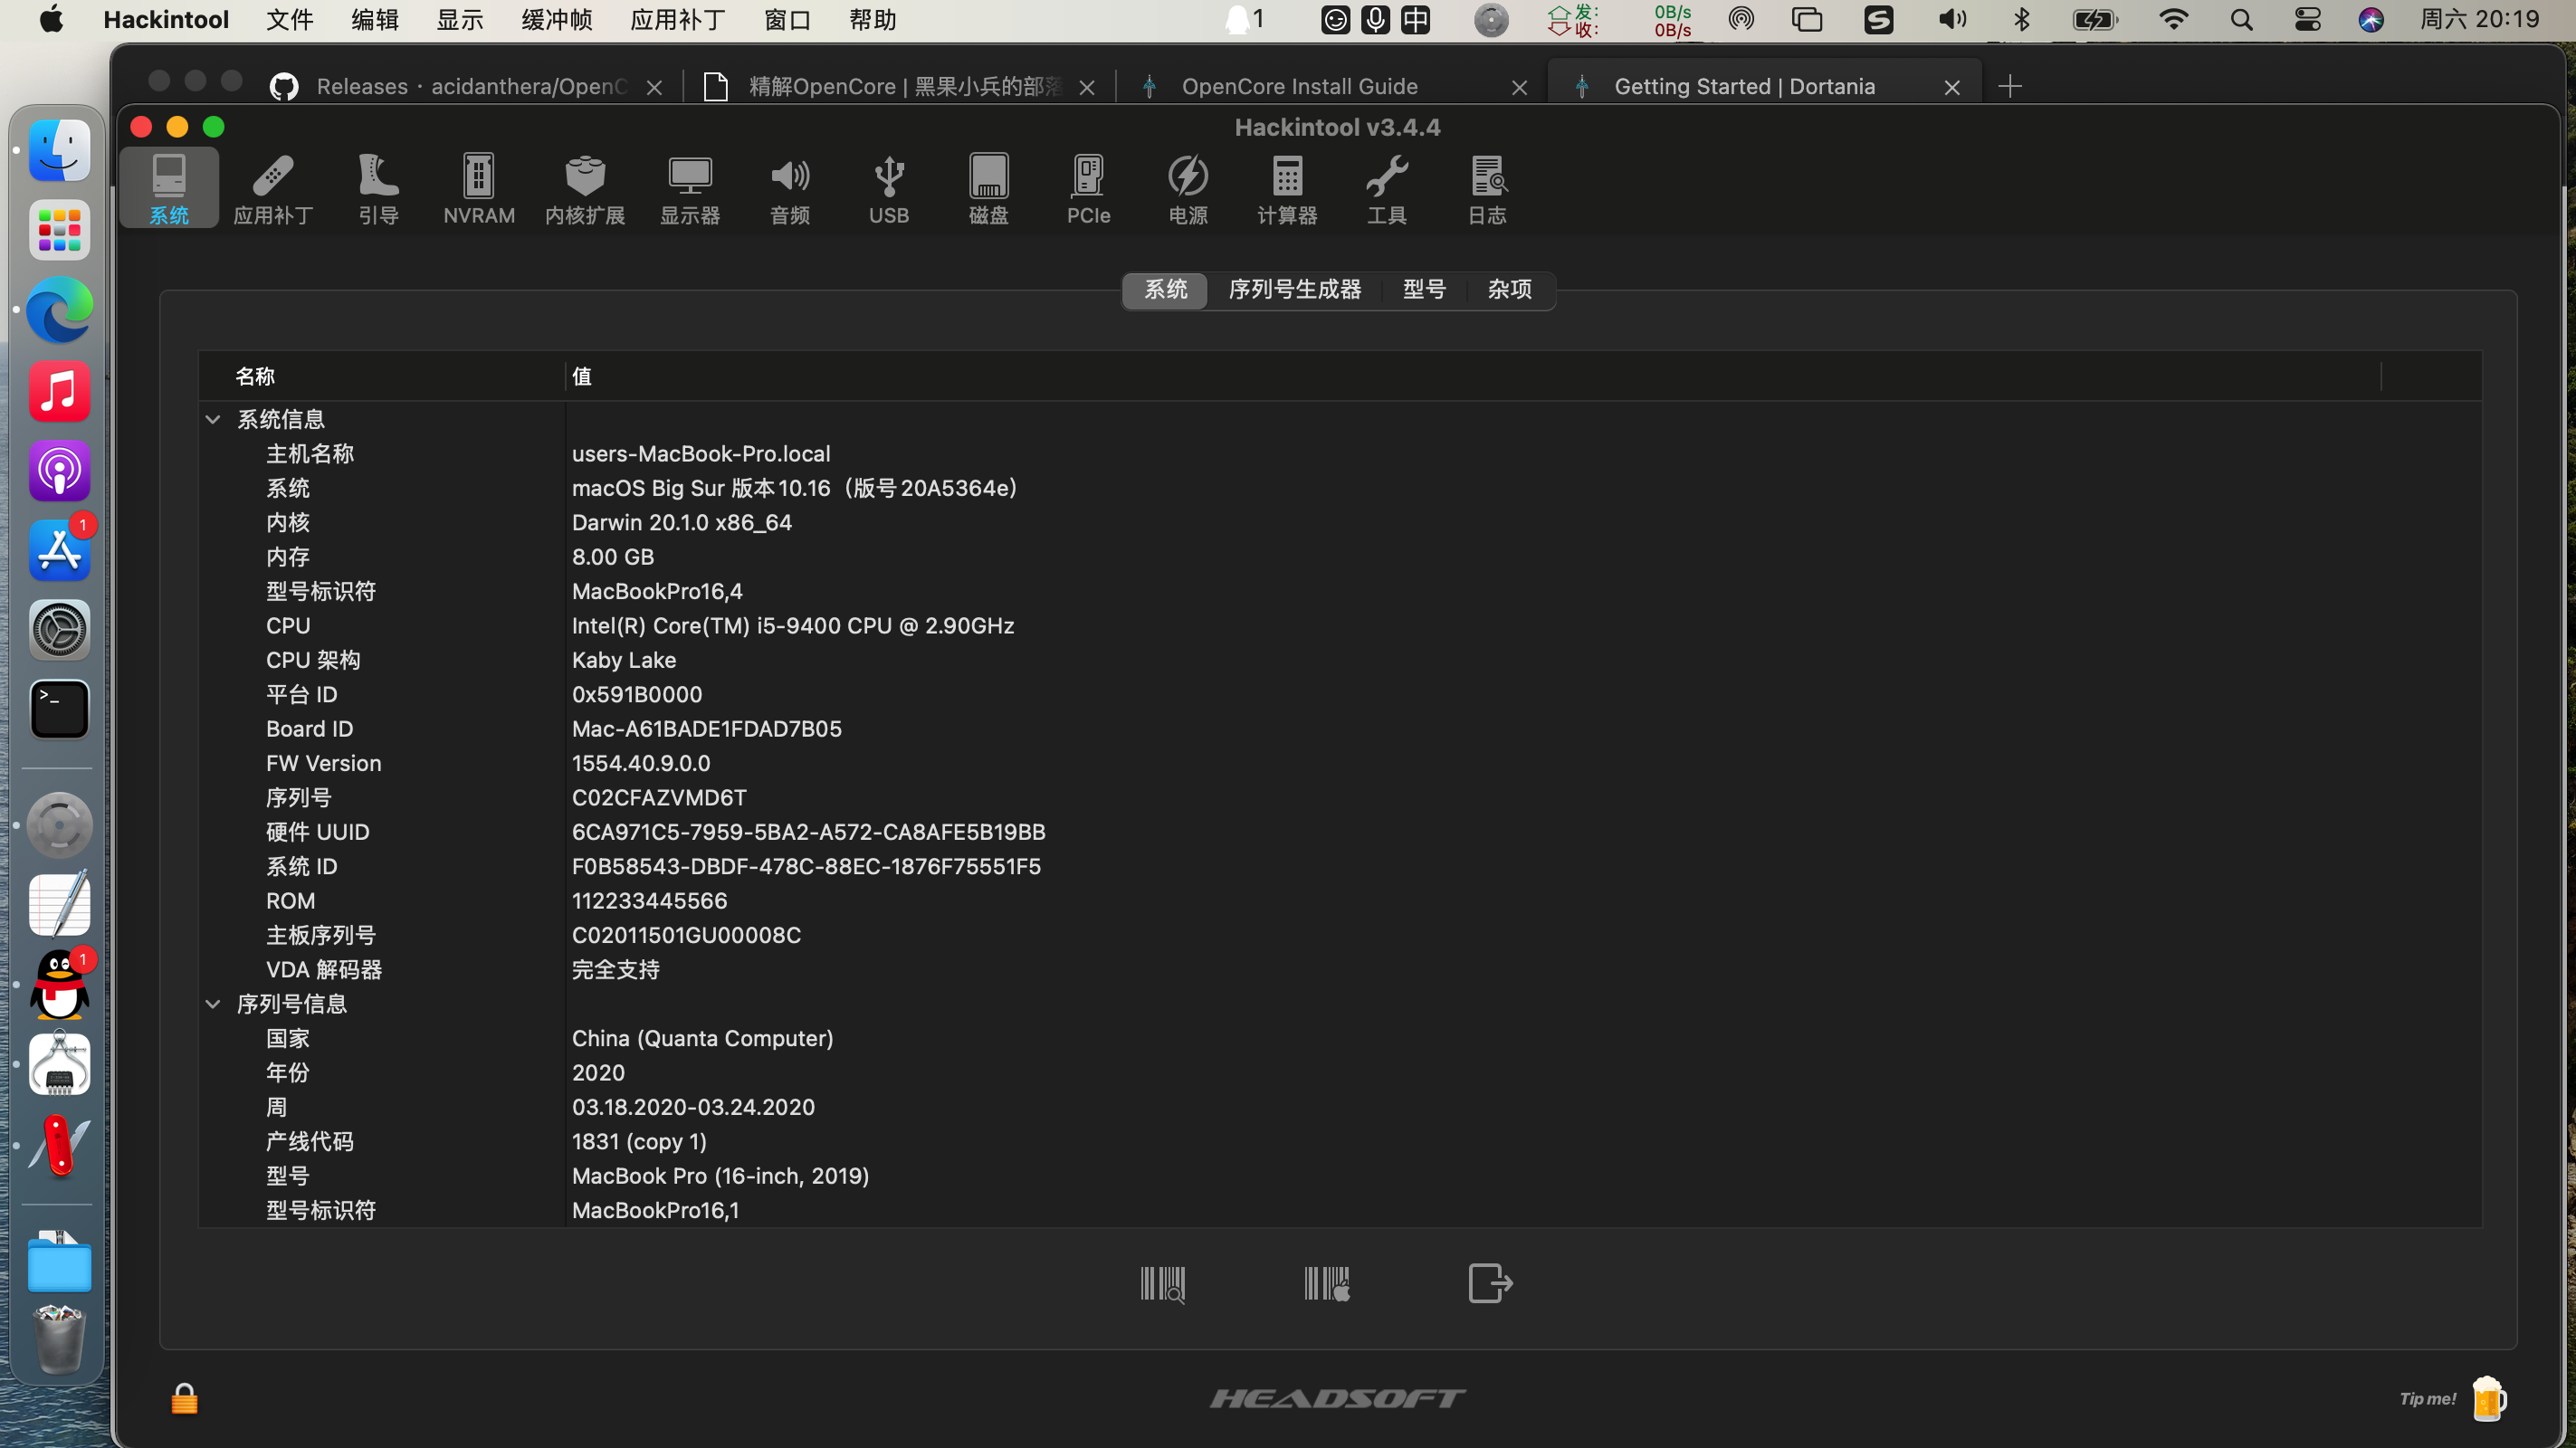 Hackintool 文件 编辑 显示 缓冲帧 应用补丁 窗口 帮助 1 中 发: 0B/s 周六 20:19
收: 0B/s
Releases · acidanthera/OpenC 精解OpenCore | 黑果小兵的部落 OpenCore Install Guide Getting Started | Dortania
Hackintool v3.4.4
系统 应用补丁 引导 NVRAM 内核扩展 显示器 音频 USB 磁盘 PCIe 电源 计算器 工具 日志
系统 序列号生成器 型号 杂项
名称 值
系统信息
主机名称 users-MacBook-Pro.local
系统 macOS Big Sur 版本10.16（版号20A5364e）
内核 Darwin 20.1.0 x86_64
内存 8.00 GB
型号标识符 MacBookPro16,4
CPU Intel(R) Core(TM) i5-9400 CPU @ 2.90GHz
CPU 架构 Kaby Lake
平台 ID 0x591B0000
Board ID Mac-A61BADE1FDAD7B05
FW Version 1554.40.9.0.0
序列号 C02CFAZVMD6T
硬件 UUID 6CA971C5-7959-5BA2-A572-CA8AFE5B19BB
系统 ID F0B58543-DBDF-478C-88EC-1876F75551F5
ROM 112233445566
主板序列号 C02011501GU00008C
VDA 解码器 完全支持
序列号信息
国家 China (Quanta Computer)
年份 2020
周 03.18.2020-03.24.2020
产线代码 1831 (copy 1)
型号 MacBook Pro (16-inch, 2019)
型号标识符 MacBookPro16,1
1
1
HEADSOFT
Tip me!